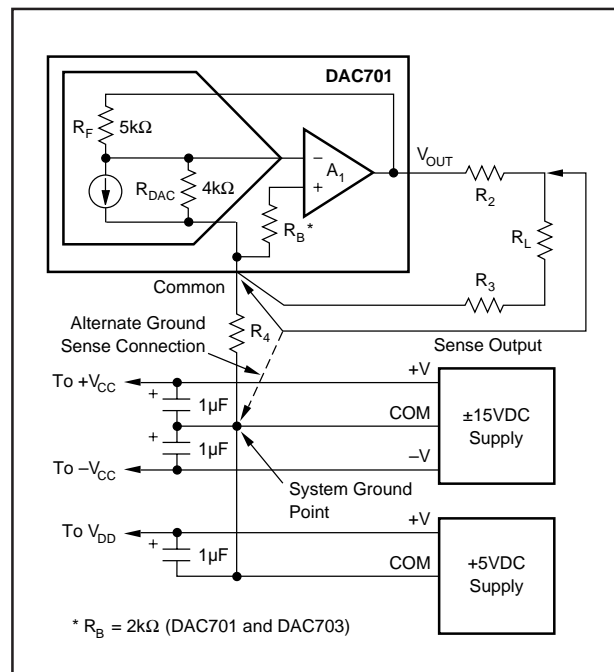 DAC701
R_F 5kΩ
R_DAC 4kΩ
−
A_1
+
R_B*
V_OUT
R_2
R_L
R_3
Common
R_4
Alternate Ground
Sense Connection
Sense Output
To +V_CC
+
1µF
+
1µF
To −V_CC
+V
COM
−V
±15VDC
Supply
System Ground
Point
To V_DD
+
1µF
+V
COM
+5VDC
Supply
* R_B = 2kΩ (DAC701 and DAC703)